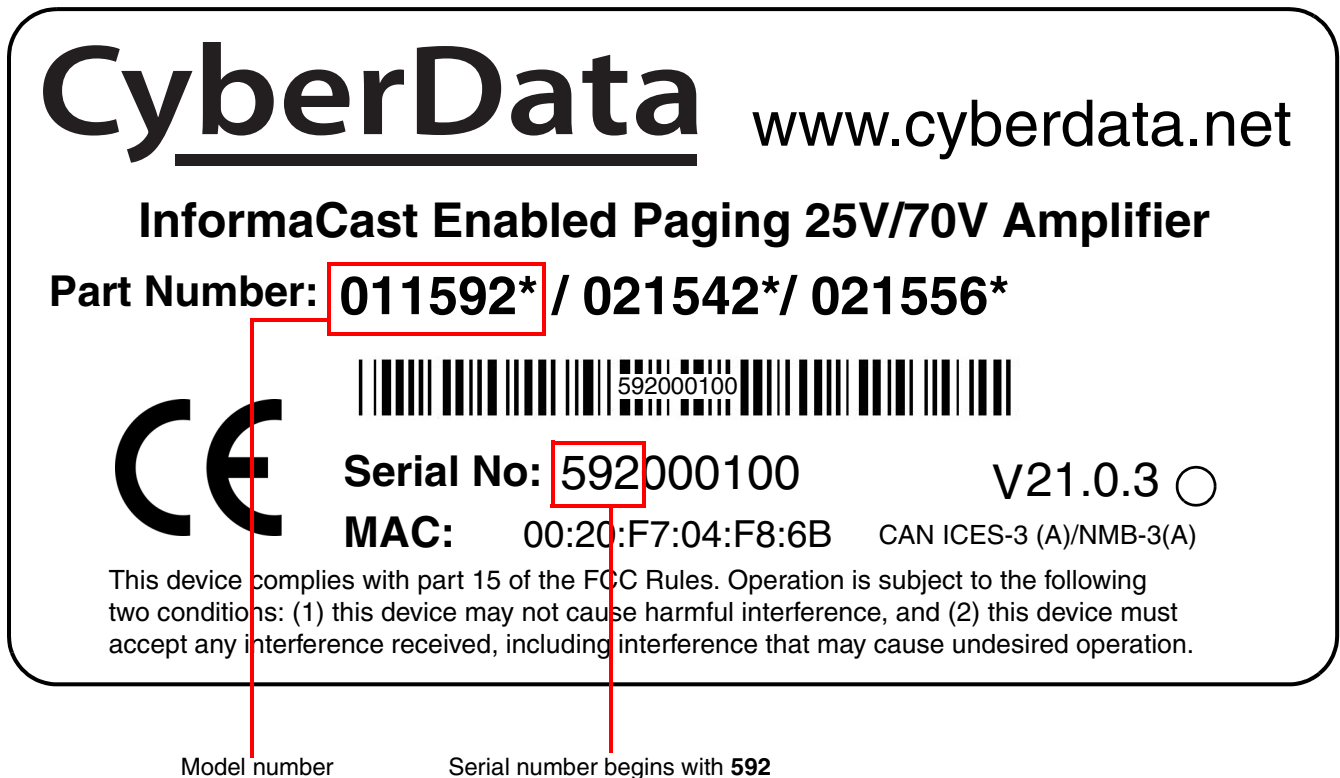 CyberData www.cyberdata.net
InformaCast Enabled Paging 25V/70V Amplifier
Part Number: 011592* / 021542*/ 021556*
592000100
CE
Serial No: 592000100 V21.0.3
MAC: 00:20:F7:04:F8:6B CAN ICES-3 (A)/NMB-3(A)
This device complies with part 15 of the FCC Rules. Operation is subject to the following
two conditions: (1) this device may not cause harmful interference, and (2) this device must
accept any interference received, including interference that may cause undesired operation.
Model number Serial number begins with 592